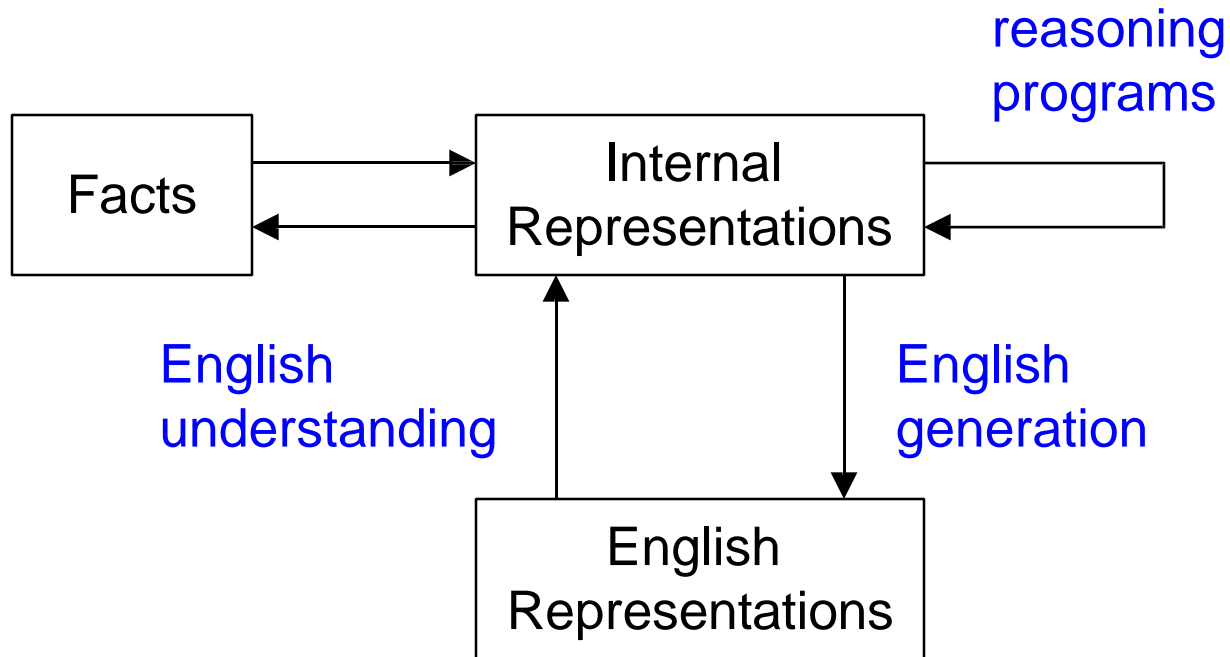 reasoning
programs
Facts
Internal
Representations
English
understanding
English
generation
English
Representations